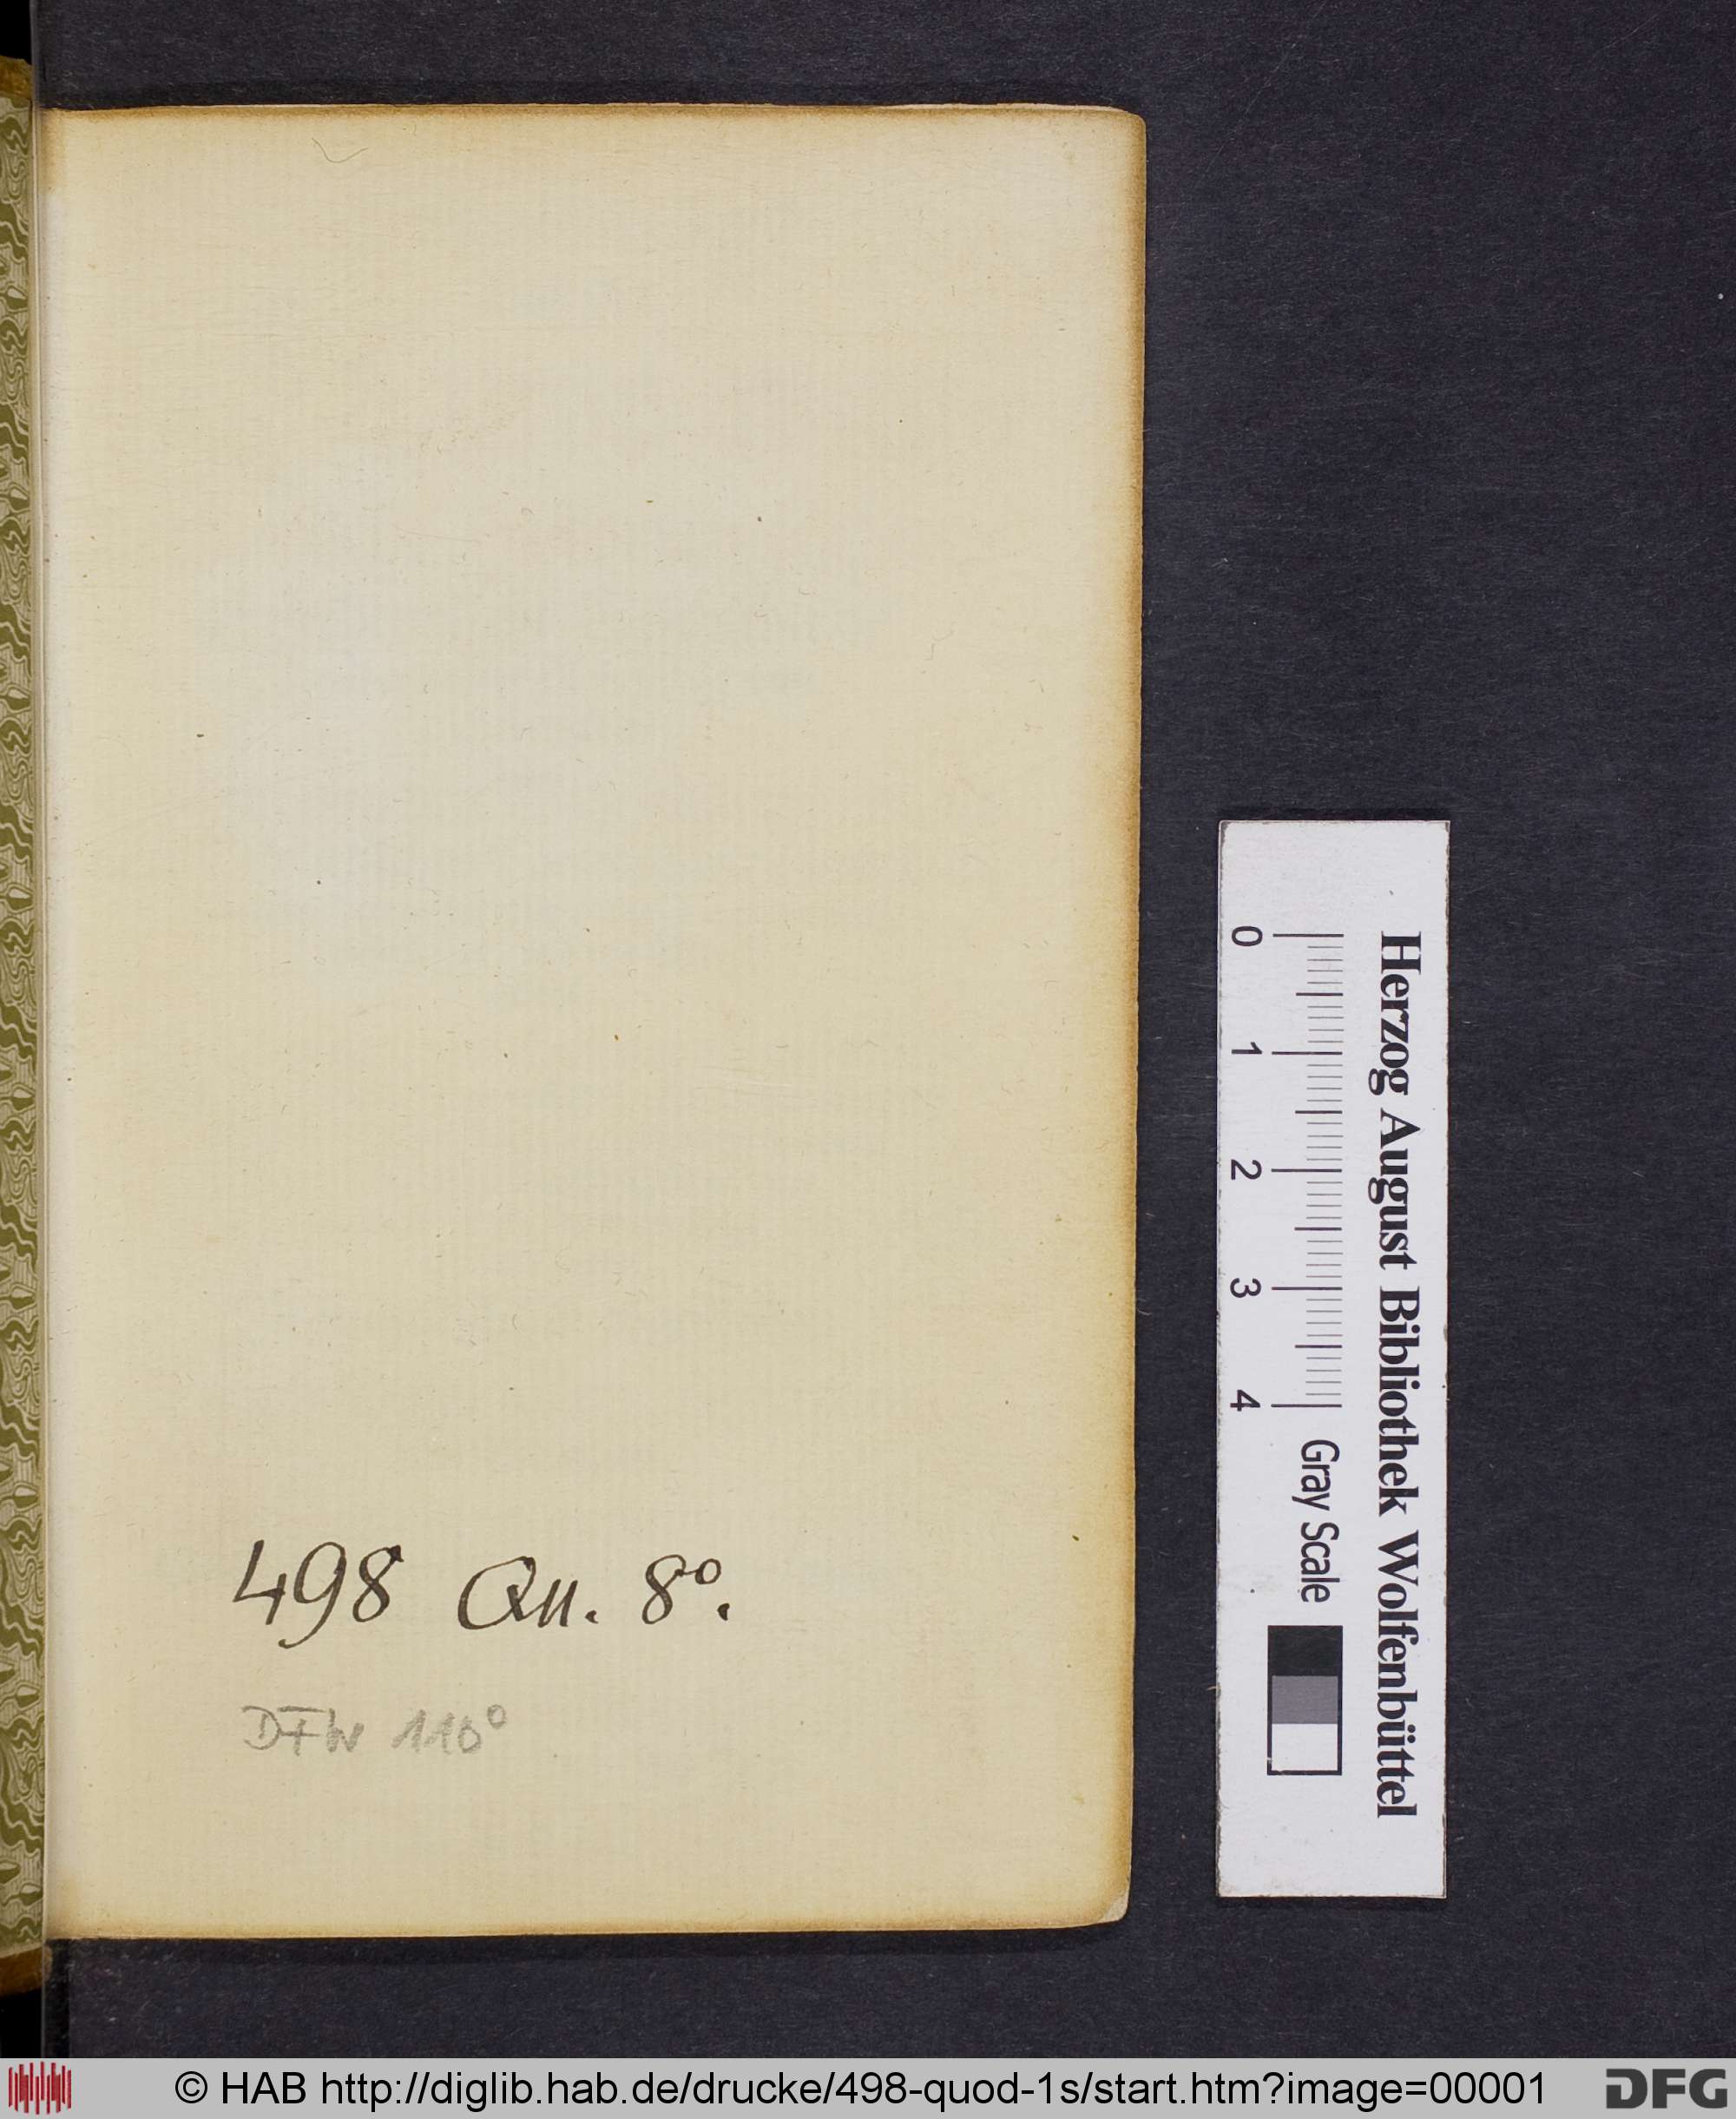 498 Qu. 8°.
DFW 110°
Herzog August Bibliothek Wolfenbüttel
0 1 2 3 4 Gray Scale
© HAB http://diglib.hab.de/drucke/498-quod-1s/start.htm?image=00001
DFG